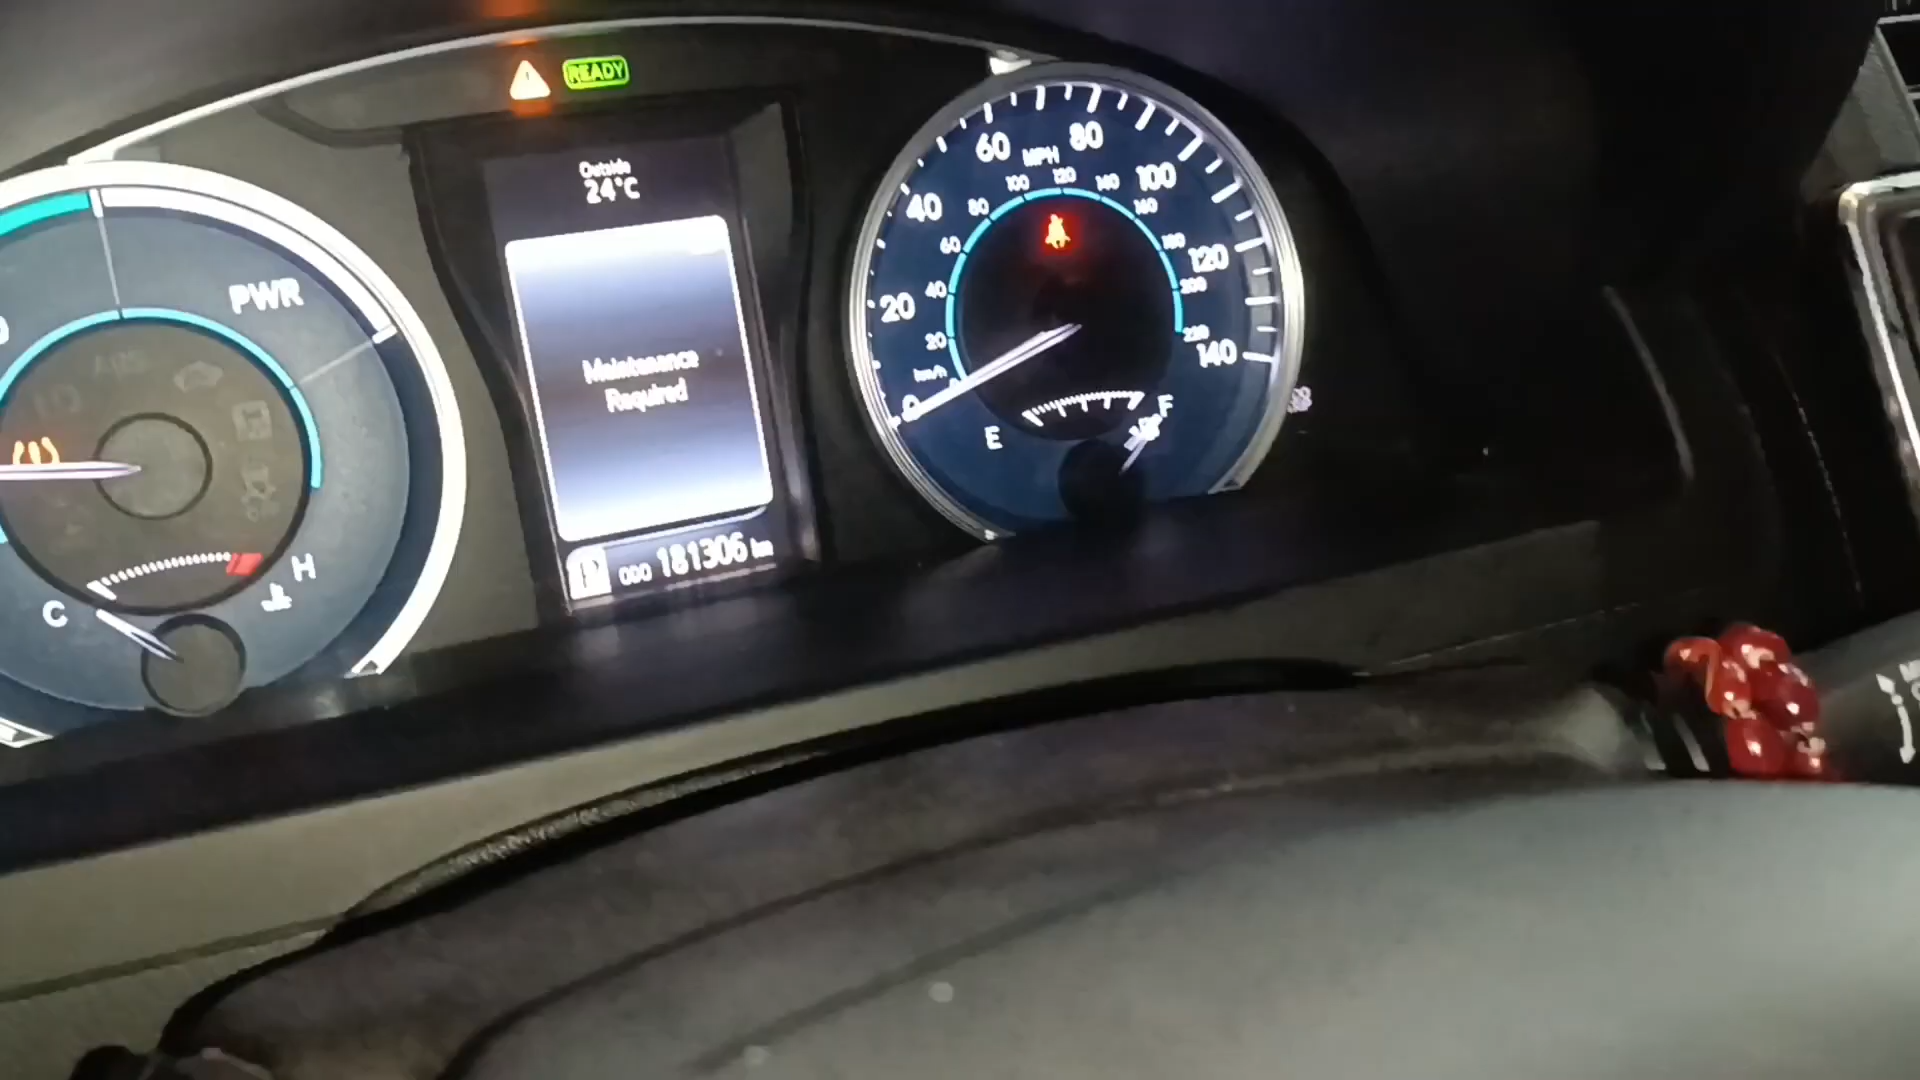 READY
Outside
24°C
Maintenance
Required
ODO 181306 km
PWR
C
H
MPH
0
20
40
60
80
100
120
140
km/h
20
40
60
80
100
120
140
160
180
200
220
E
F